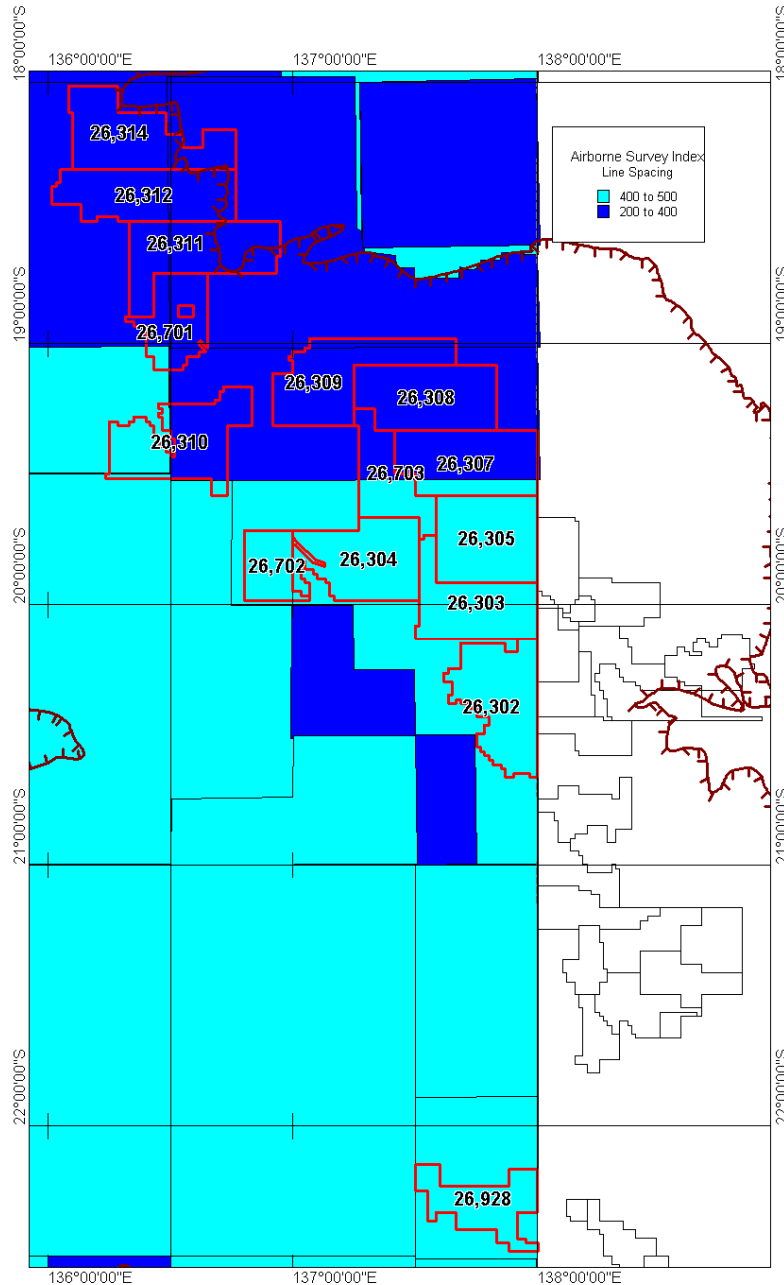 136°00'00"E 137°00'00"E 138°00'00"E
18°00'00"S 18°00'00"S
26,314
Airborne Survey Index
Line Spacing
400 to 500
200 to 400
26,312
26,311
19°00'00"S 19°00'00"S
26,701
26,309
26,308
26,310
26,703 26,307
26,305
26,304
26,702
20°00'00"S 20°00'00"S
26,303
26,302
21°00'00"S 21°00'00"S
22°00'00"S 22°00'00"S
26,928
136°00'00"E 137°00'00"E 138°00'00"E